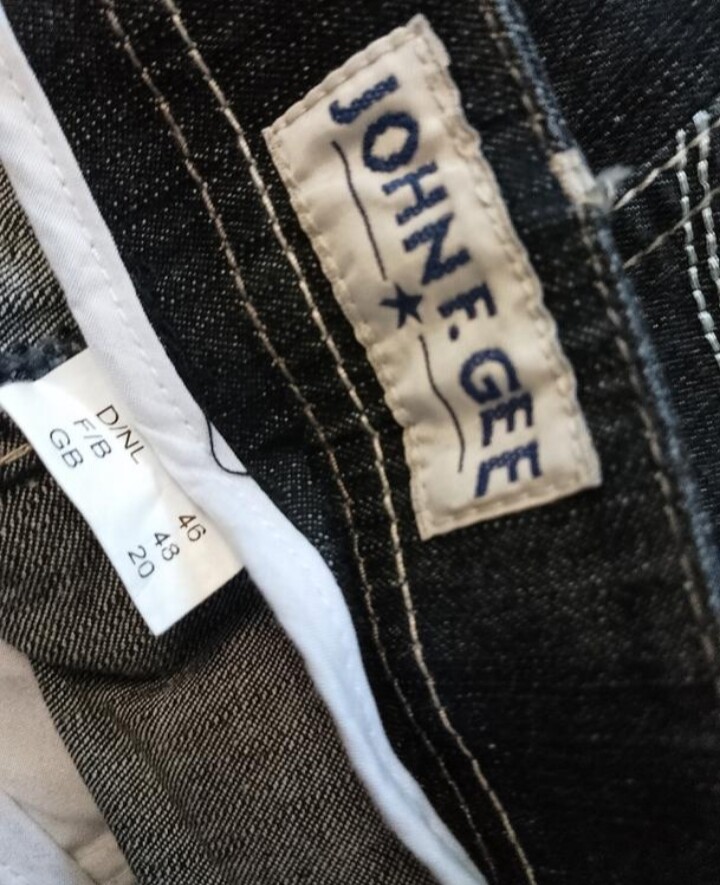 JOHN F. GEE
D/NL 46
F/B 48
GB 20